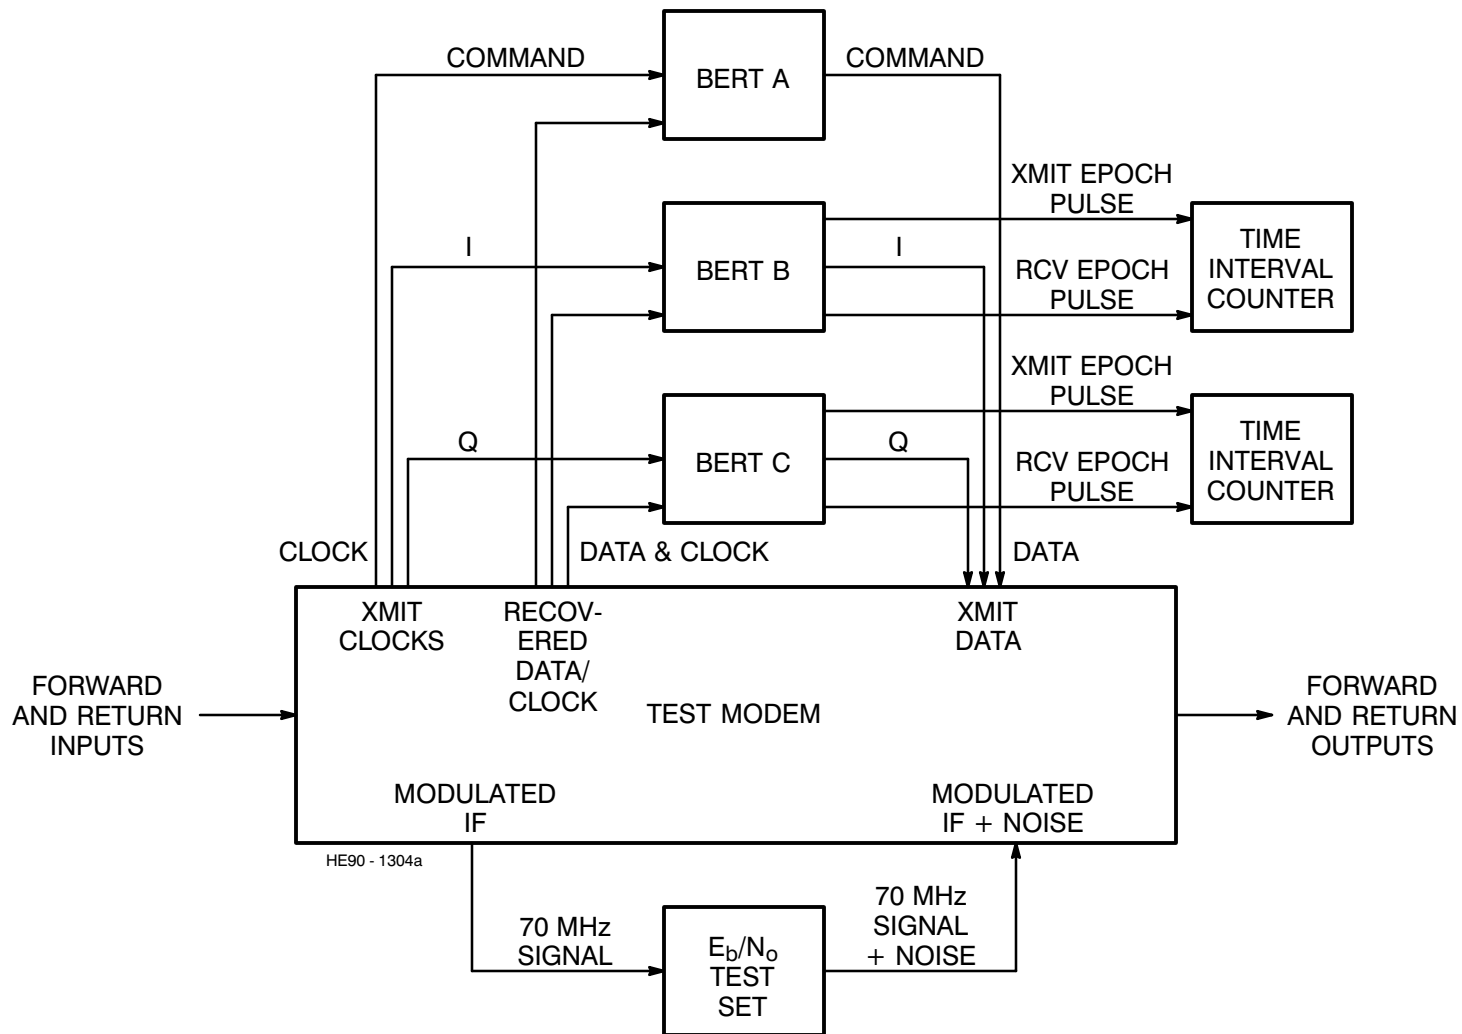 COMMAND
BERT A
COMMAND
XMIT EPOCH
PULSE
I
BERT B
I
RCV EPOCH
PULSE
TIME
INTERVAL
COUNTER
XMIT EPOCH
PULSE
Q
BERT C
Q
RCV EPOCH
PULSE
TIME
INTERVAL
COUNTER
CLOCK
DATA & CLOCK
DATA
XMIT
CLOCKS
RECOV-
ERED
DATA/
CLOCK
XMIT
DATA
FORWARD
AND RETURN
INPUTS
TEST MODEM
FORWARD
AND RETURN
OUTPUTS
MODULATED
IF
MODULATED
IF + NOISE
HE90 - 1304a
70 MHz
SIGNAL
Eb/No
TEST
SET
70 MHz
SIGNAL
+ NOISE